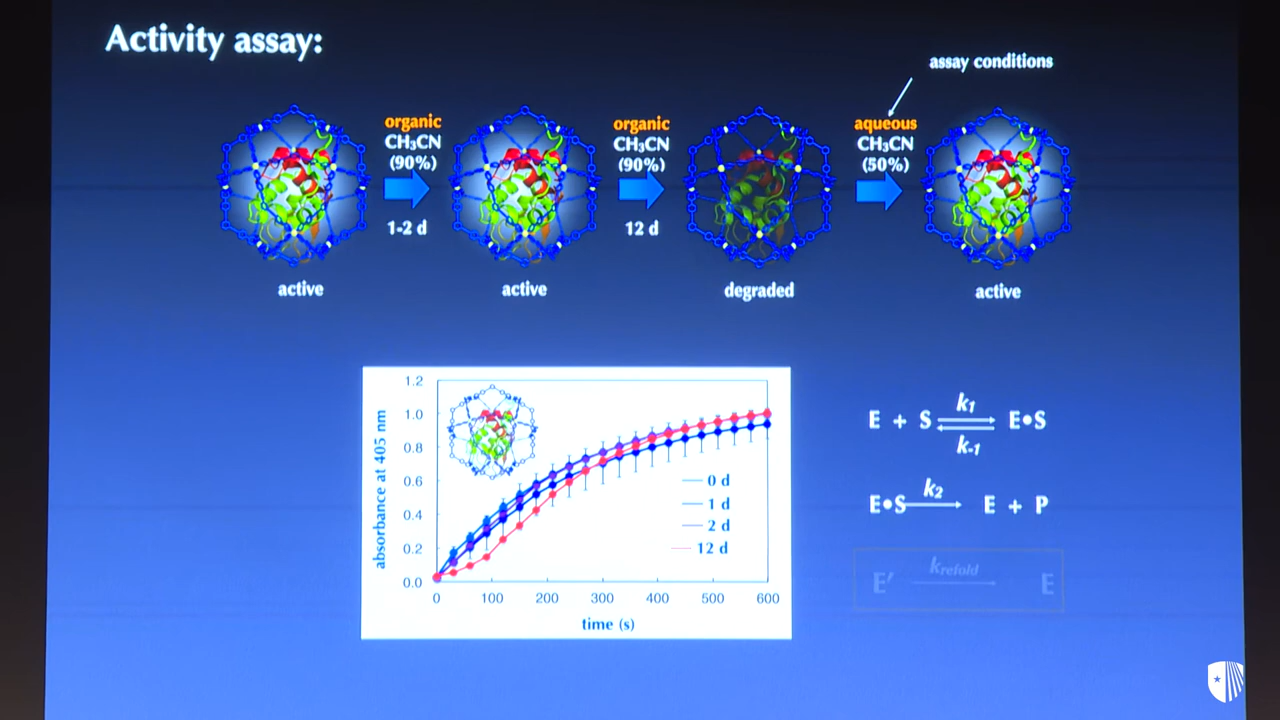 Activity assay:
assay conditions
organic
CH₃CN
(90%)
1-2 d
organic
CH₃CN
(90%)
12 d
aqueous
CH₃CN
(50%)
active
active
degraded
active
absorbance at 405 nm
1.2
1.0
0.8
0.6
0.4
0.2
0.0
0 d
1 d
2 d
12 d
0 100 200 300 400 500 600
time (s)
E + S k₁ k₋₁ E•S
E•S k₂ E + P
E′ k_refold E